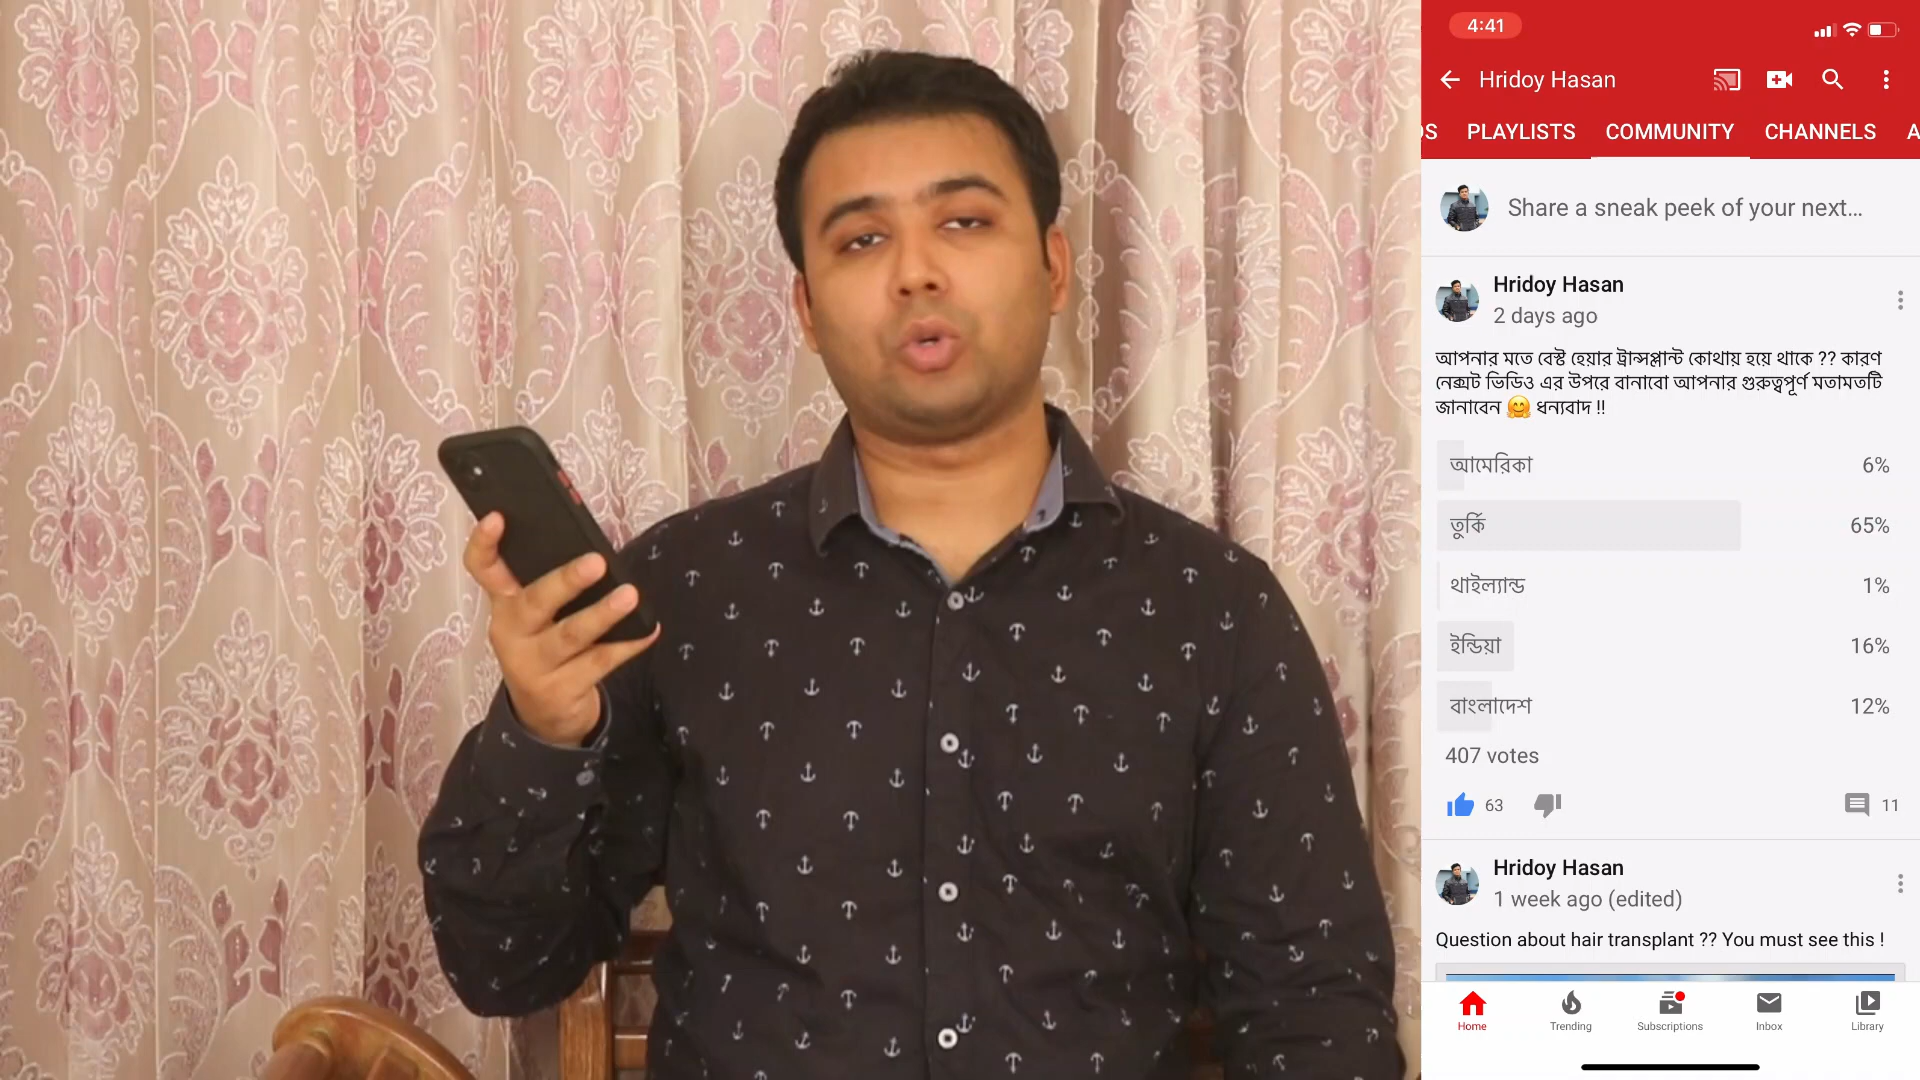 4:41
Hridoy Hasan
PLAYLISTS COMMUNITY CHANNELS
Share a sneak peek of your next...
Hridoy Hasan
2 days ago
আপনার মতে বেস্ট হেয়ার ট্রান্সপ্লান্ট কোথায় হয়ে থাকে ?? কারণ
নেক্সট ভিডিও এর উপরে বানাবো আপনার গুরুত্বপূর্ণ মতামতটি
জানাবেন 🤗 ধন্যবাদ !!
আমেরিকা 6%
তুর্কি 65%
থাইল্যান্ড 1%
ইন্ডিয়া 16%
বাংলাদেশ 12%
407 votes
63 11
Hridoy Hasan
1 week ago (edited)
Question about hair transplant ?? You must see this !
Home Trending Subscriptions Inbox Library